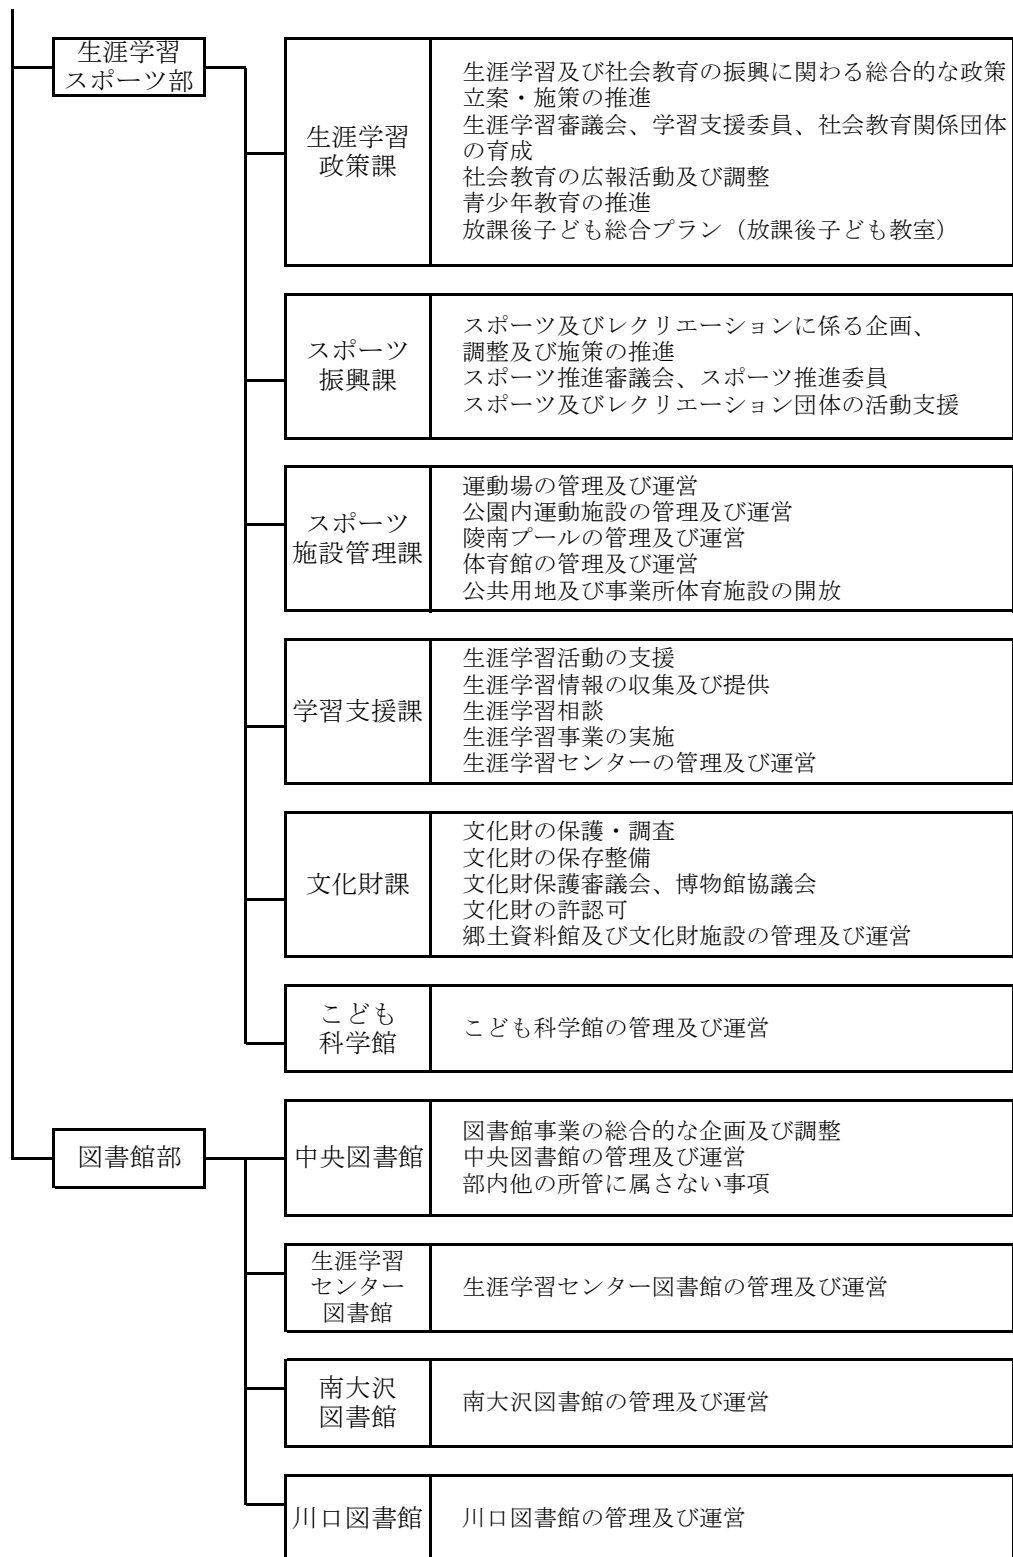 生涯学習
スポーツ部
生涯学習
政策課
生涯学習及び社会教育の振興に関わる総合的な政策
立案・施策の推進
生涯学習審議会、学習支援委員、社会教育関係団体
の育成
社会教育の広報活動及び調整
青少年教育の推進
放課後子ども総合プラン（放課後子ども教室）
スポーツ
振興課
スポーツ及びレクリエーションに係る企画、
調整及び施策の推進
スポーツ推進審議会、スポーツ推進委員
スポーツ及びレクリエーション団体の活動支援
スポーツ
施設管理課
運動場の管理及び運営
公園内運動施設の管理及び運営
陵南プールの管理及び運営
体育館の管理及び運営
公共用地及び事業所体育施設の開放
学習支援課
生涯学習活動の支援
生涯学習情報の収集及び提供
生涯学習相談
生涯学習事業の実施
生涯学習センターの管理及び運営
文化財課
文化財の保護・調査
文化財の保存整備
文化財保護審議会、博物館協議会
文化財の許認可
郷土資料館及び文化財施設の管理及び運営
こども
科学館
こども科学館の管理及び運営
図書館部
中央図書館
図書館事業の総合的な企画及び調整
中央図書館の管理及び運営
部内他の所管に属さない事項
生涯学習
センター
図書館
生涯学習センター図書館の管理及び運営
南大沢
図書館
南大沢図書館の管理及び運営
川口図書館
川口図書館の管理及び運営